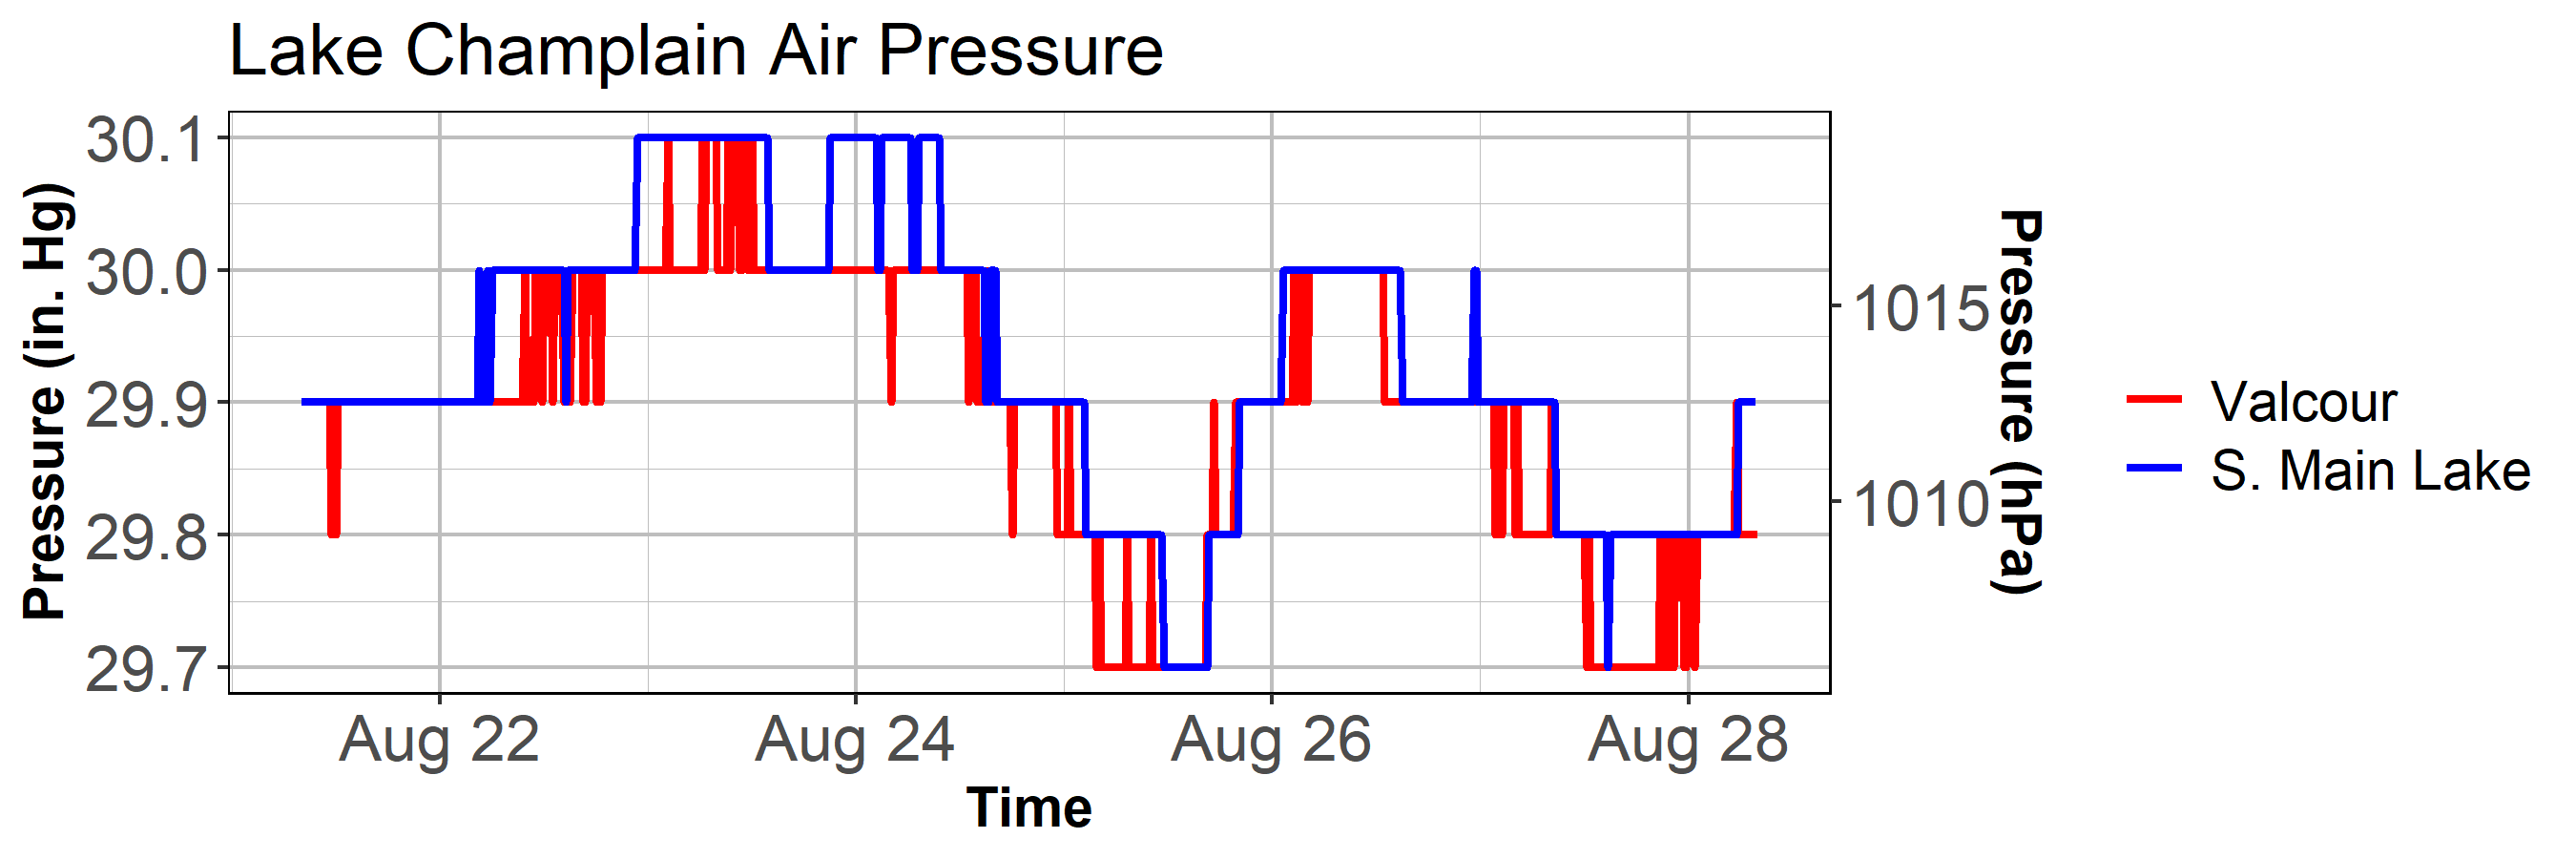 Lake Champlain Air Pressure
Pressure (in. Hg)
30.1
30.0
29.9
29.8
29.7
Aug 22 Aug 24 Aug 26 Aug 28
Time
1015
1010
Pressure (hPa)
Valcour
S. Main Lake